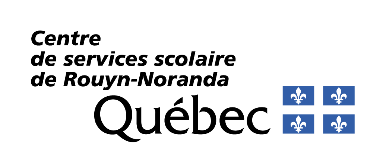 Centre
de services scolaire
de Rouyn-Noranda
Québec